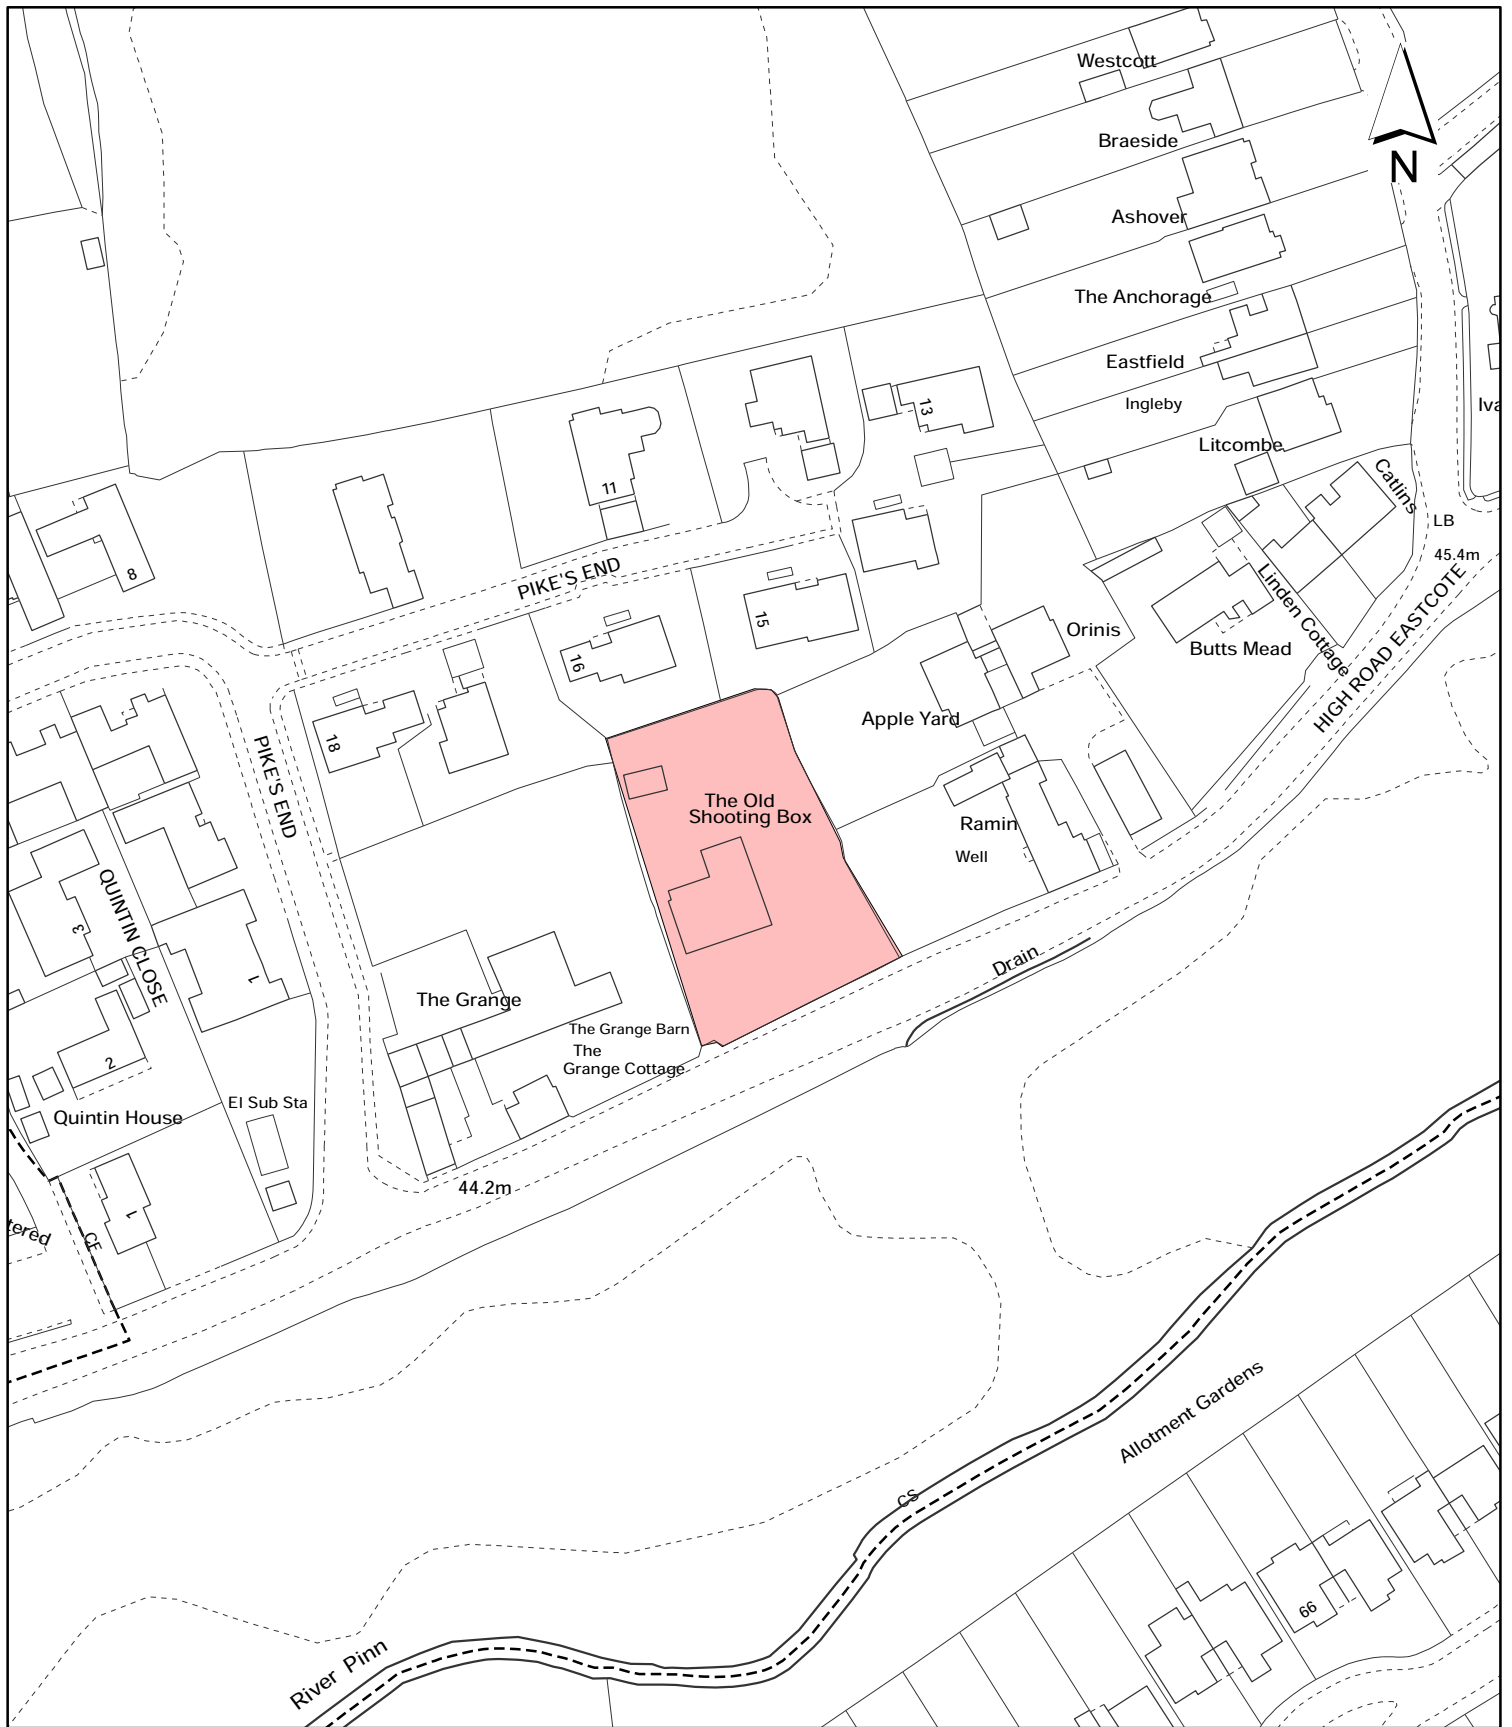 Westcott
Braeside
N
Ashover
The Anchorage
Eastfield
Ingleby
13
Litcombe
Catlins
11
LB
45.4m
8
PIKE'S END
Linden Cottage
15
Orinis
Butts Mead
HIGH ROAD EASTCOTE
16
Apple Yard
18
PIKE'S END
The Old
Shooting Box
Ramin
Well
QUINTIN CLOSE
3
1
Drain
The Grange
The Grange Barn
The
Grange Cottage
2
El Sub Sta
Quintin House
44.2m
1
tered
CF
Iva
Allotment Gardens
CS
66
River Pinn